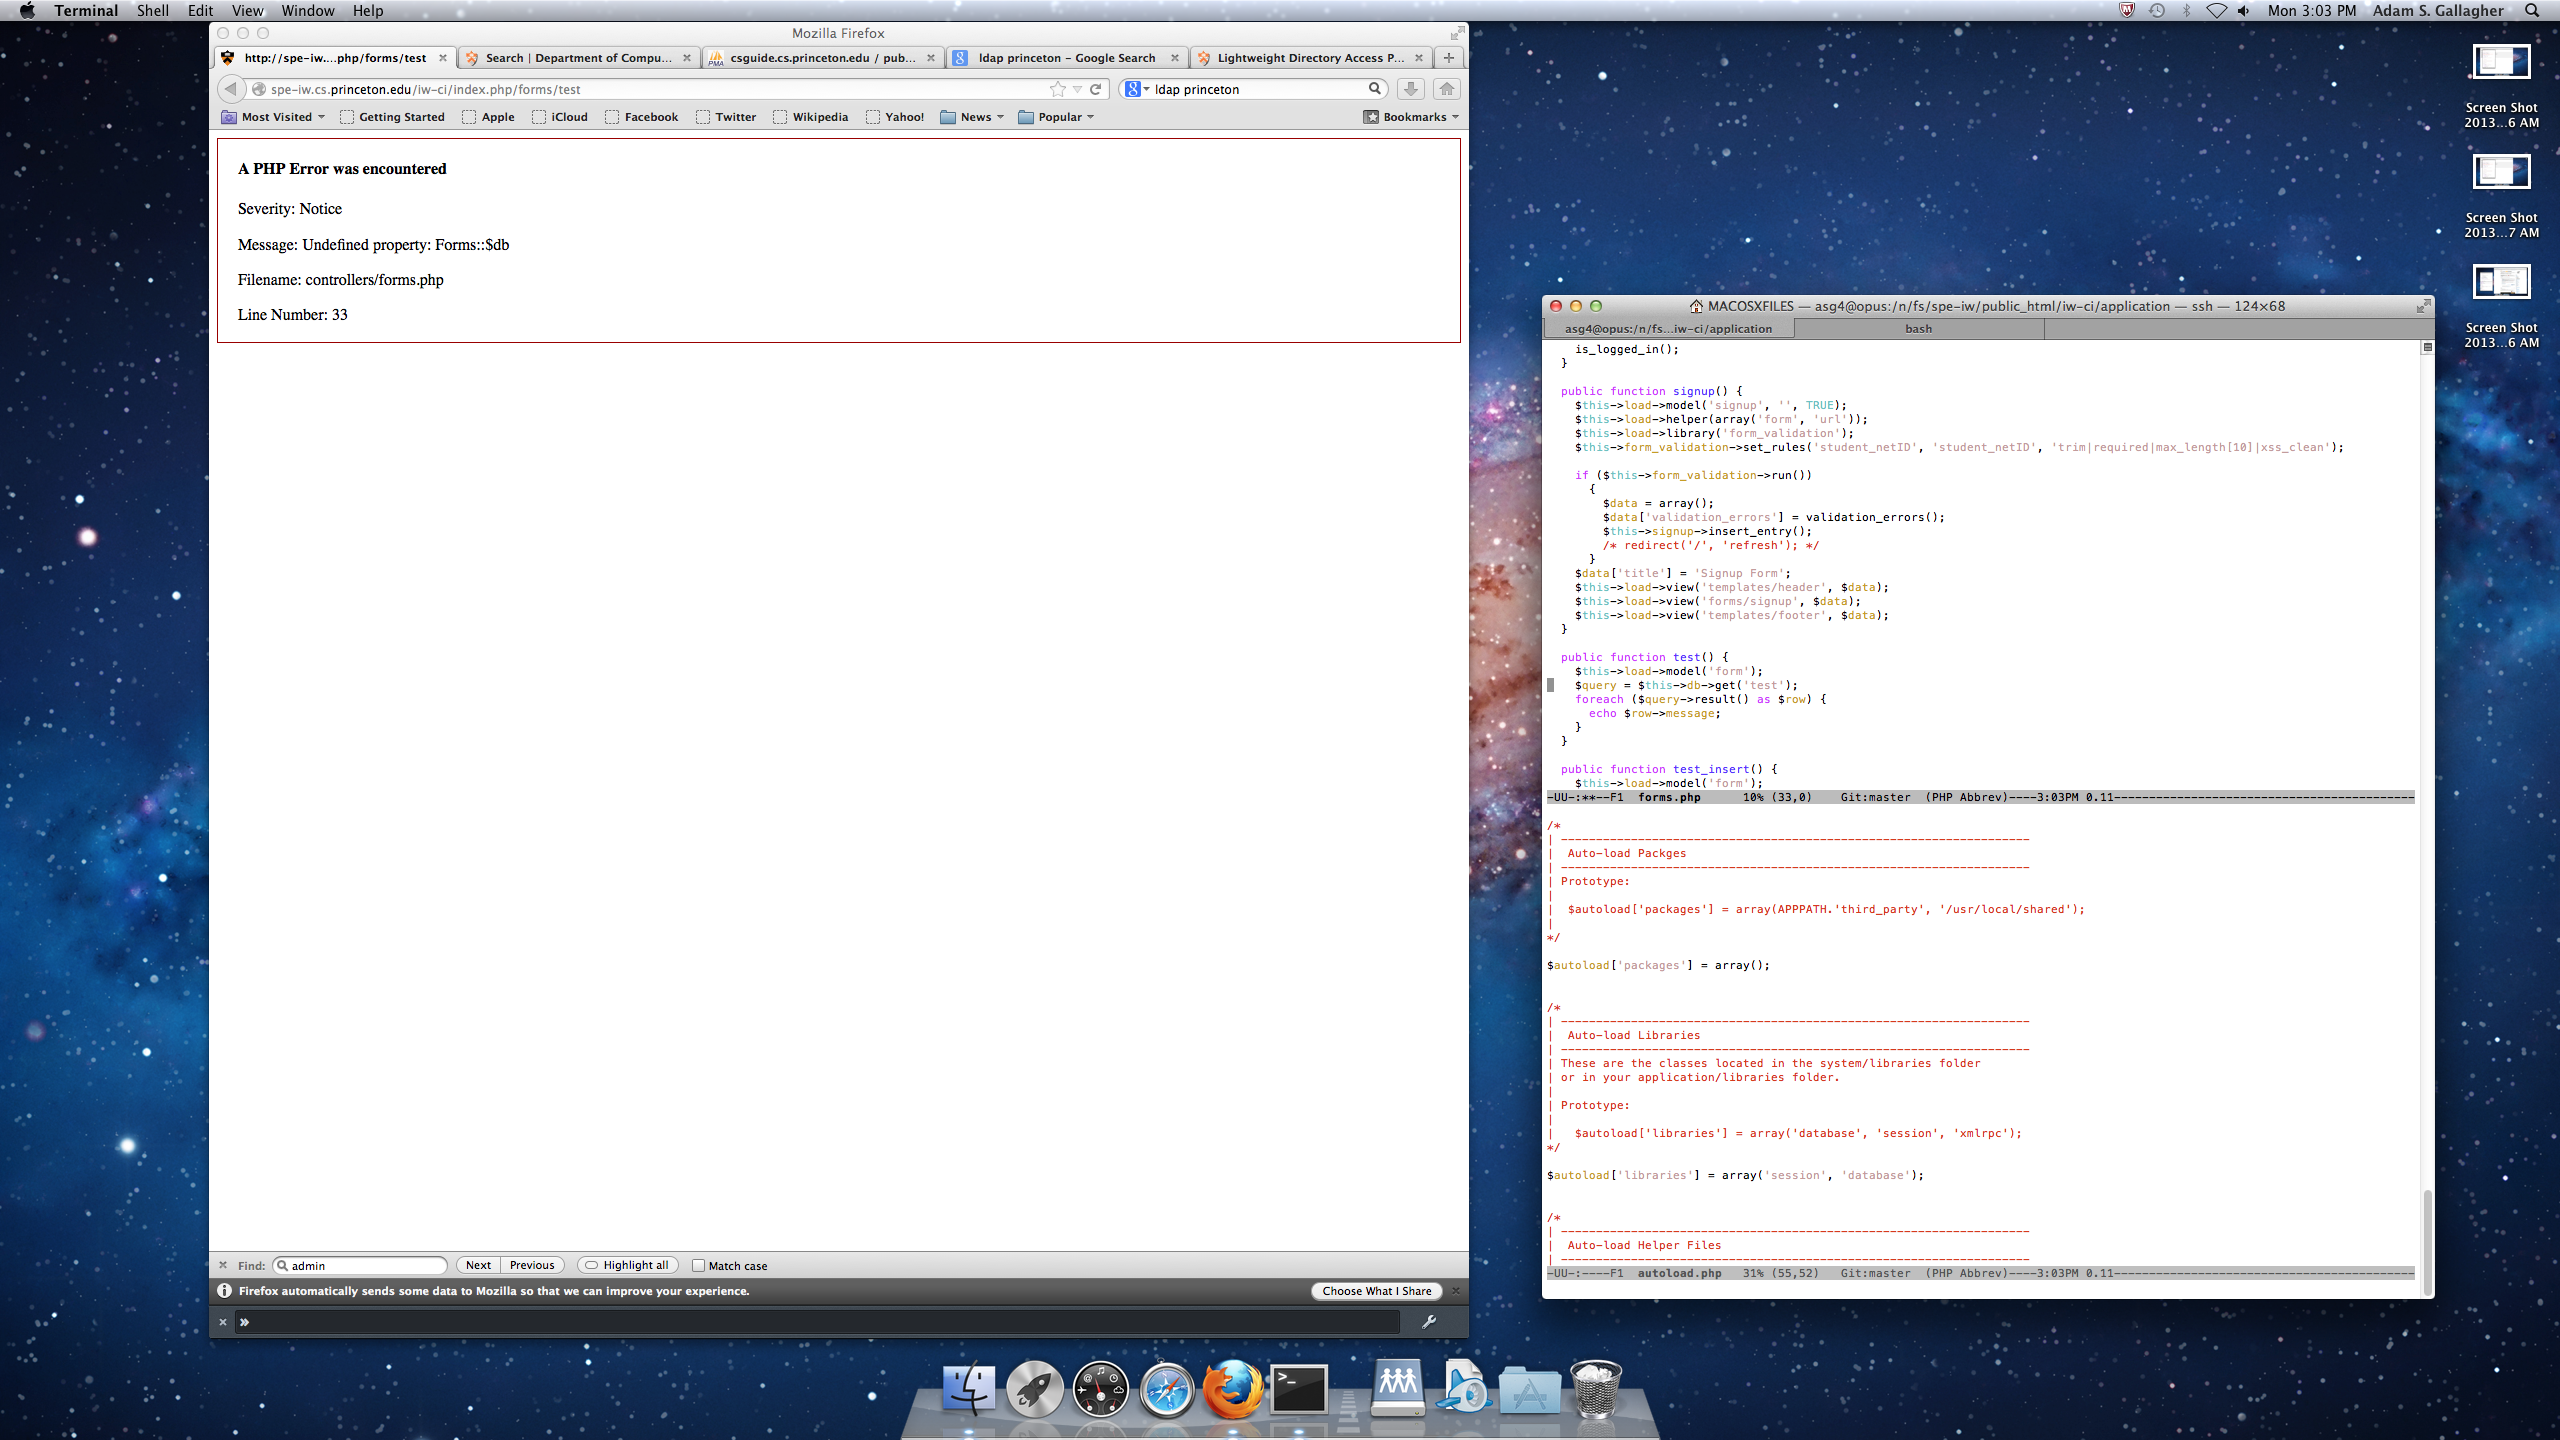 Terminal Shell Edit View Window Help
Mon 3:03 PM Adam S. Gallagher
Mozilla Firefox
http://spe-iw....php/forms/test
Search | Department of Compu...
csguide.cs.princeton.edu / pub...
ldap princeton – Google Search
Lightweight Directory Access P...
spe-iw.cs.princeton.edu/iw-ci/index.php/forms/test
ldap princeton
Most Visited Getting Started Apple iCloud Facebook Twitter Wikipedia Yahoo! News Popular Bookmarks
A PHP Error was encountered
Severity: Notice
Message: Undefined property: Forms::$db
Filename: controllers/forms.php
Line Number: 33
Find: admin Next Previous Highlight all Match case
Firefox automatically sends some data to Mozilla so that we can improve your experience.
Choose What I Share
Screen Shot
2013...6 AM
Screen Shot
2013...7 AM
Screen Shot
2013...6 AM
MACOSXFILES — asg4@opus:/n/fs/spe-iw/public_html/iw-ci/application — ssh — 124×68
asg4@opus:/n/fs...iw-ci/application
bash
    is_logged_in();
  }
  public function signup() {
    $this->load->model('signup', '', TRUE);
    $this->load->helper(array('form', 'url'));
    $this->load->library('form_validation');
    $this->form_validation->set_rules('student_netID', 'student_netID', 'trim|required|max_length[10]|xss_clean');
    if ($this->form_validation->run())
      {
        $data = array();
        $data['validation_errors'] = validation_errors();
        $this->signup->insert_entry();
        /* redirect('/', 'refresh'); */
      }
    $data['title'] = 'Signup Form';
    $this->load->view('templates/header', $data);
    $this->load->view('forms/signup', $data);
    $this->load->view('templates/footer', $data);
  }
  public function test() {
    $this->load->model('form');
    $query = $this->db->get('test');
    foreach ($query->result() as $row) {
      echo $row->message;
    }
  }
  public function test_insert() {
    $this->load->model('form');
-UU-:**--F1  forms.php      10% (33,0)    Git:master  (PHP Abbrev)----3:03PM 0.11-------------------------------------------
/*
| -------------------------------------------------------------------
|  Auto-load Packges
| -------------------------------------------------------------------
| Prototype:
|
|  $autoload['packages'] = array(APPPATH.'third_party', '/usr/local/shared');
|
*/
$autoload['packages'] = array();
/*
| -------------------------------------------------------------------
|  Auto-load Libraries
| -------------------------------------------------------------------
| These are the classes located in the system/libraries folder
| or in your application/libraries folder.
|
| Prototype:
|
|   $autoload['libraries'] = array('database', 'session', 'xmlrpc');
*/
$autoload['libraries'] = array('session', 'database');
/*
| -------------------------------------------------------------------
|  Auto-load Helper Files
| -------------------------------------------------------------------
-UU-:----F1  autoload.php   31% (55,52)   Git:master  (PHP Abbrev)----3:03PM 0.11-------------------------------------------